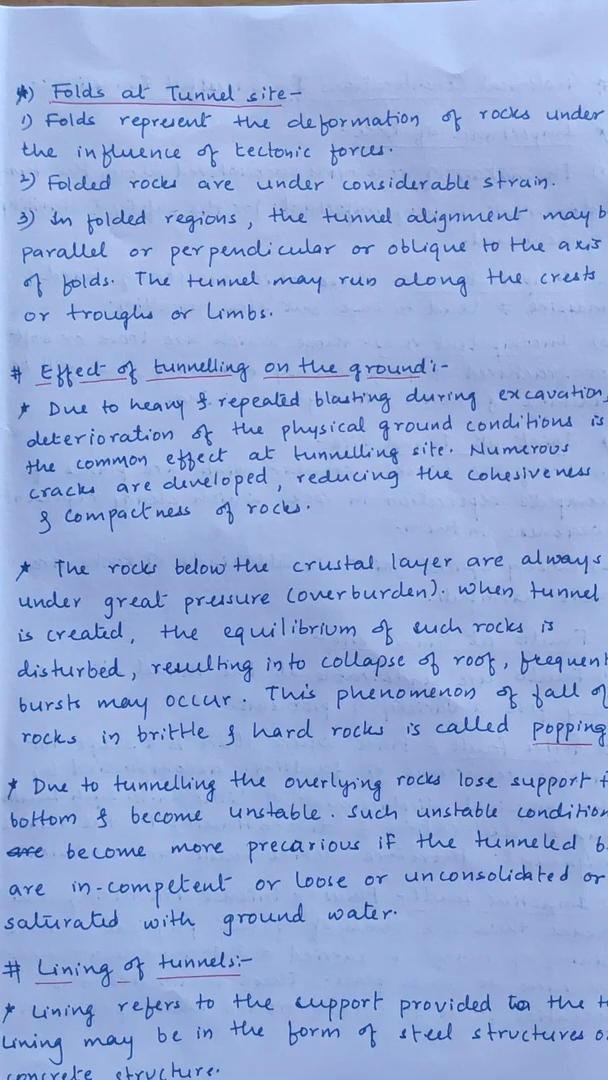 *) Folds at Tunnel site-
1) Folds represent the deformation of rocks under
the influence of tectonic forces.
2) Folded rocks are under considerable strain.
3) In folded regions, the tunnel alignment may b
parallel or perpendicular or oblique to the axis
of folds. The tunnel may run along the crests
or troughs or limbs.
# Effect of tunnelling on the ground:-
* Due to heavy & repeated blasting during excavation,
deterioration of the physical ground conditions is
the common effect at tunnelling site. Numerous
cracks are developed, reducing the cohesiveness
& compactness of rocks.
* The rocks below the crustal layer are always
under great pressure (overburden). When tunnel
is created, the equilibrium of such rocks is
disturbed, resulting into collapse of roof, frequent
bursts may occur. This phenomenon of fall of
rocks in brittle & hard rocks is called popping
* Due to tunnelling the overlying rocks lose support f
bottom & become unstable. Such unstable condition
are become more precarious if the tunneled b
are in-competent or loose or unconsolidated or
saturated with ground water.
# Lining of tunnels:-
* Lining refers to the support provided to the t
Lining may be in the form of steel structures o
concrete structure.